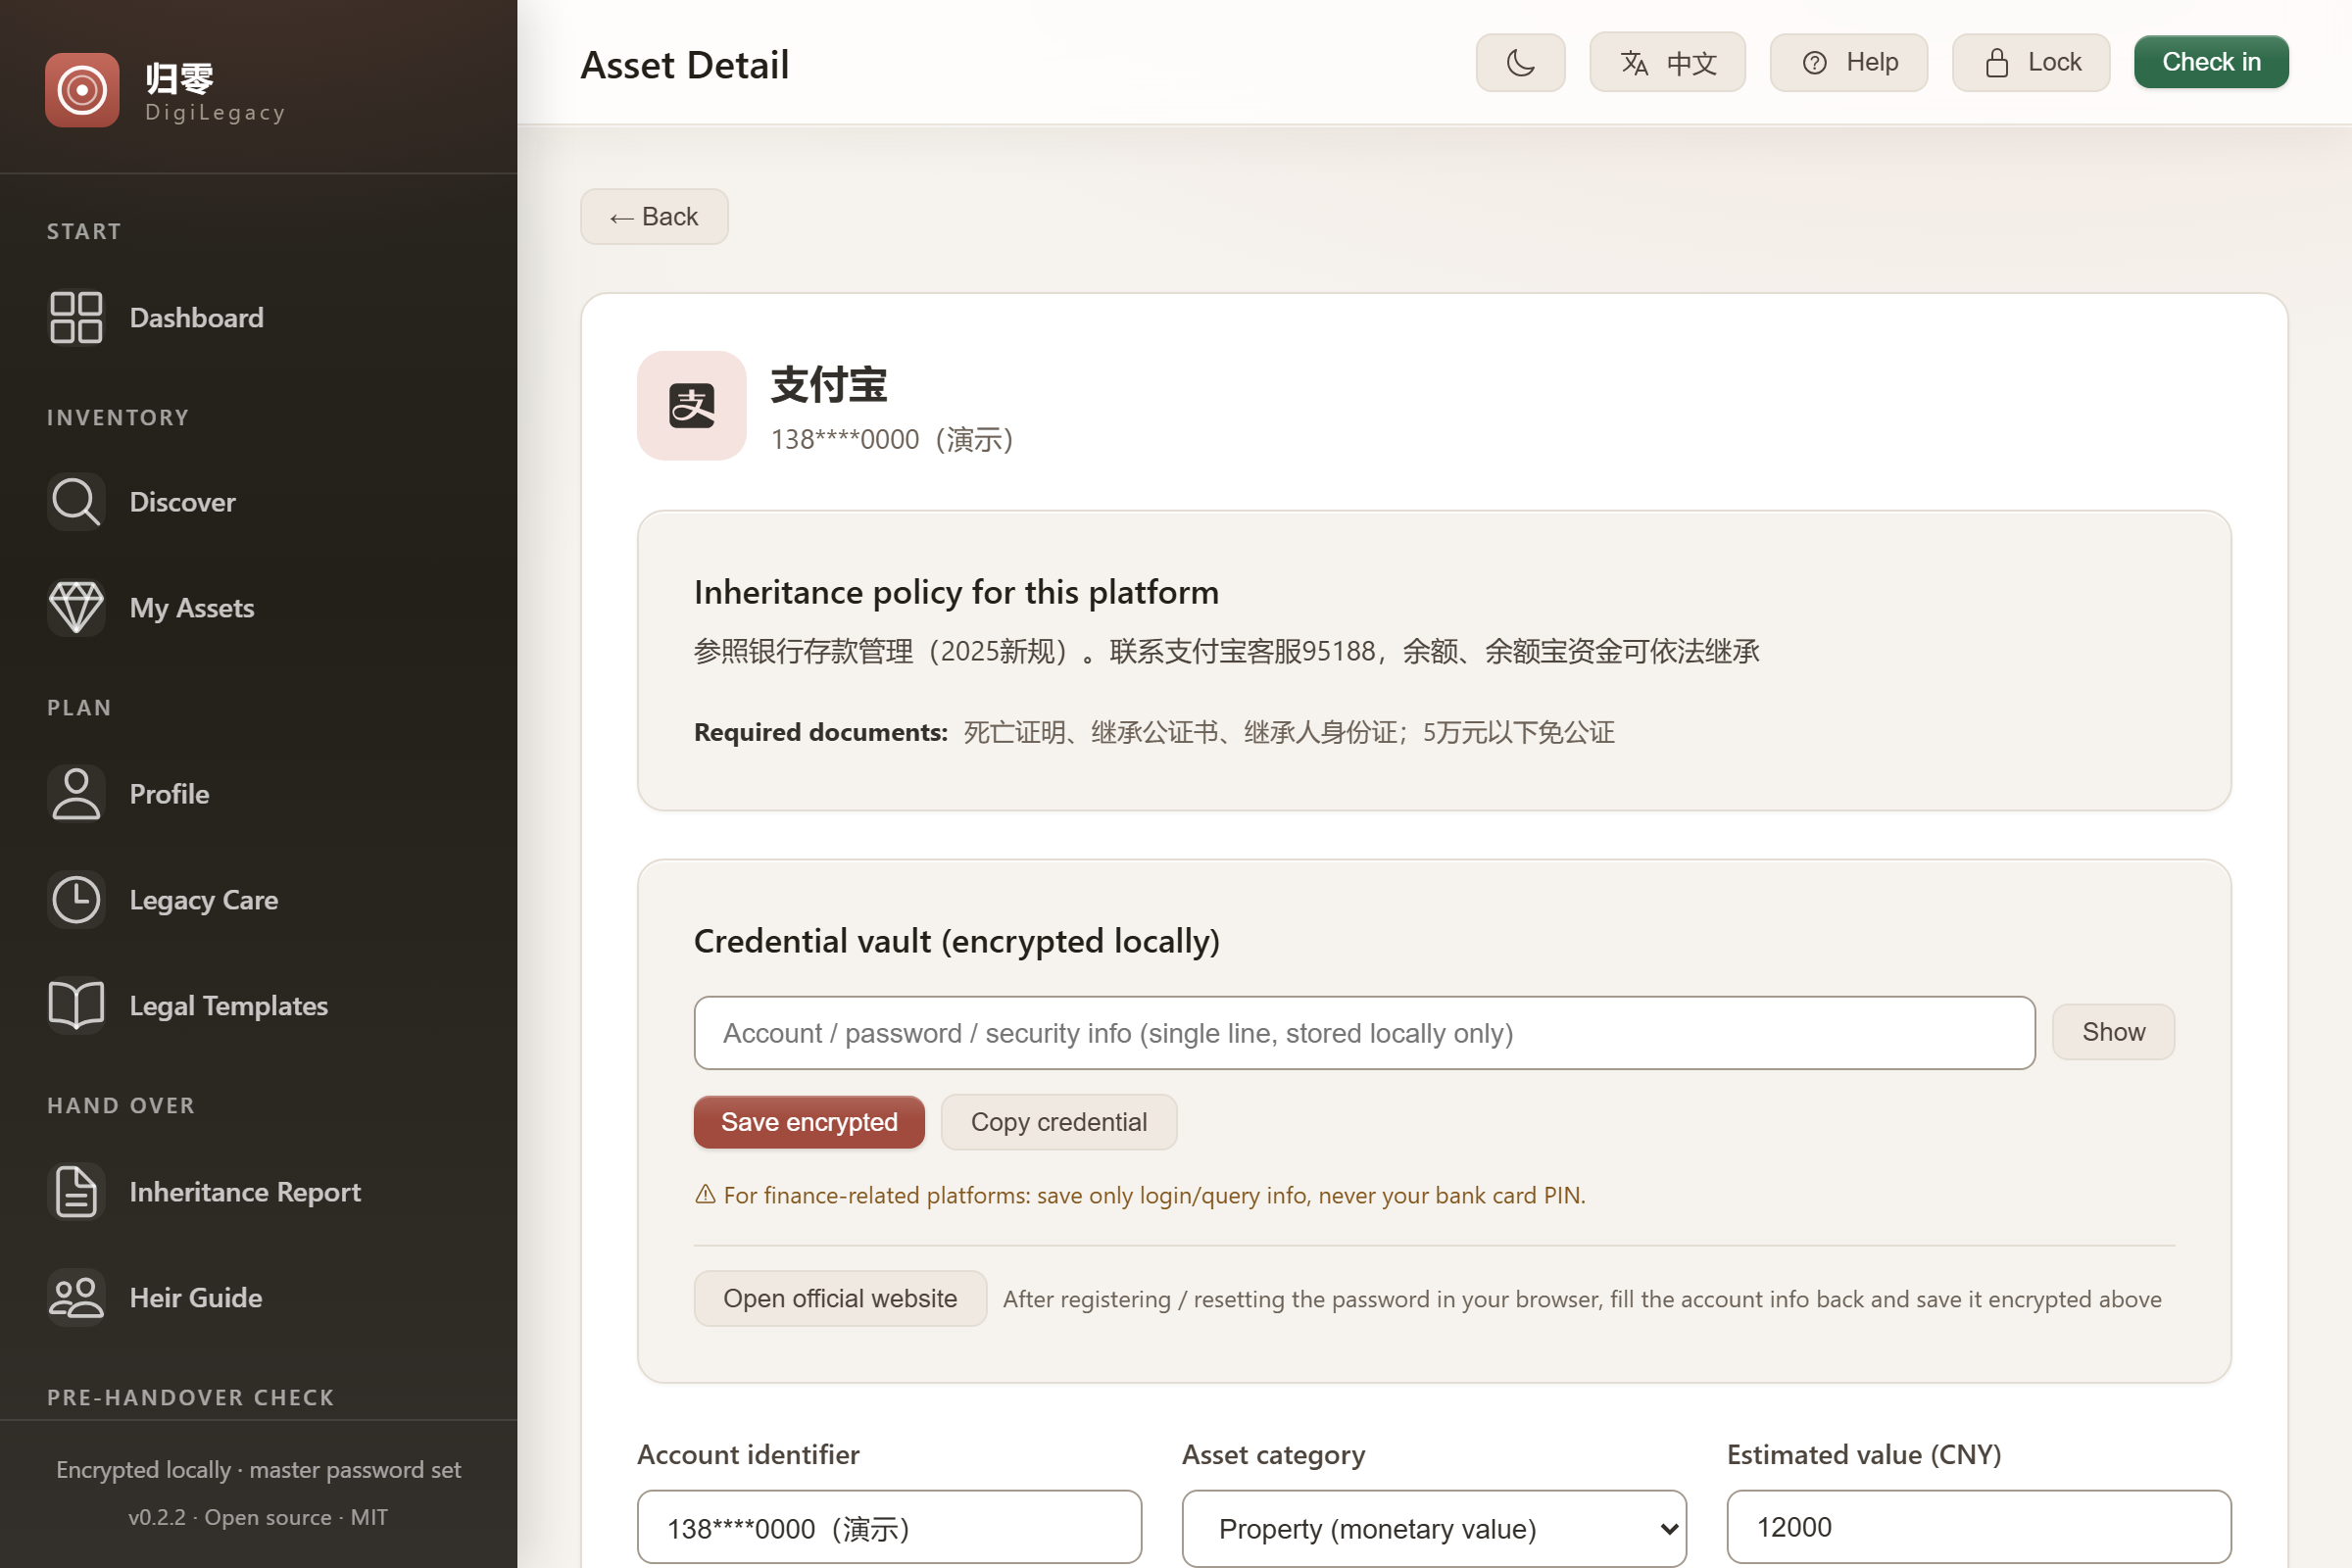 归零
DigiLegacy
START
Dashboard
INVENTORY
Discover
My Assets
PLAN
Profile
Legacy Care
Legal Templates
HAND OVER
Inheritance Report
Heir Guide
PRE-HANDOVER CHECK
Encrypted locally · master password set
v0.2.2 · Open source · MIT
Asset Detail
中文
Help
Lock
Check in
← Back
支
支付宝
138****0000（演示）
Inheritance policy for this platform
参照银行存款管理（2025新规）。联系支付宝客服95188，余额、余额宝资金可依法继承
Required documents: 死亡证明、继承公证书、继承人身份证；5万元以下免公证
Credential vault (encrypted locally)
Account / password / security info (single line, stored locally only)
Show
Save encrypted
Copy credential
⚠ For finance-related platforms: save only login/query info, never your bank card PIN.
Open official website
After registering / resetting the password in your browser, fill the account info back and save it encrypted above
Account identifier
Asset category
Estimated value (CNY)
138****0000（演示）
Property (monetary value)
12000